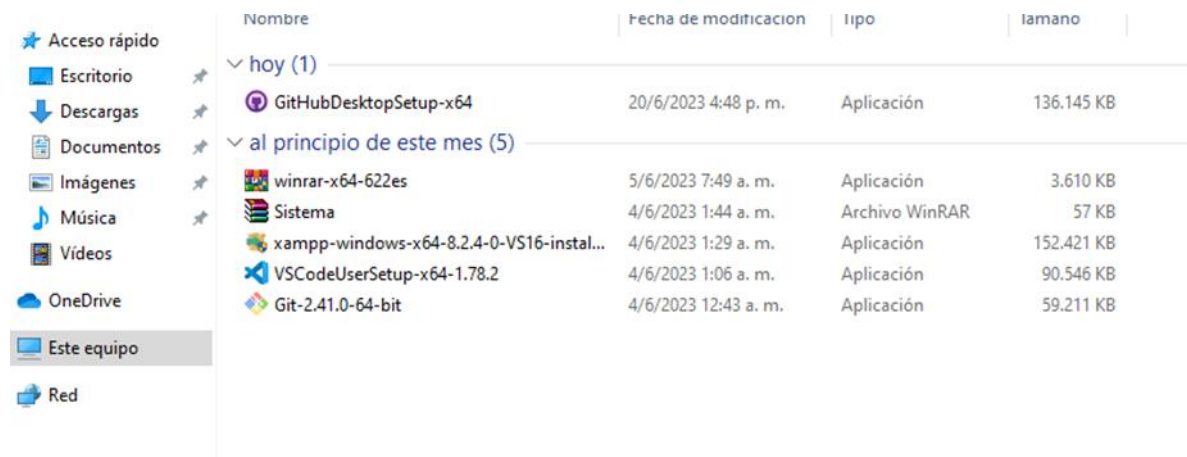 Nombre Fecha de modificación Tipo Tamaño
Acceso rápido
Escritorio
Descargas
Documentos
Imágenes
Música
Vídeos
OneDrive
Este equipo
Red
hoy (1)
GitHubDesktopSetup-x64 20/6/2023 4:48 p. m. Aplicación 136.145 KB
al principio de este mes (5)
winrar-x64-622es 5/6/2023 7:49 a. m. Aplicación 3.610 KB
Sistema 4/6/2023 1:44 a. m. Archivo WinRAR 57 KB
xampp-windows-x64-8.2.4-0-VS16-instal... 4/6/2023 1:29 a. m. Aplicación 152.421 KB
VSCodeUserSetup-x64-1.78.2 4/6/2023 1:06 a. m. Aplicación 90.546 KB
Git-2.41.0-64-bit 4/6/2023 12:43 a. m. Aplicación 59.211 KB